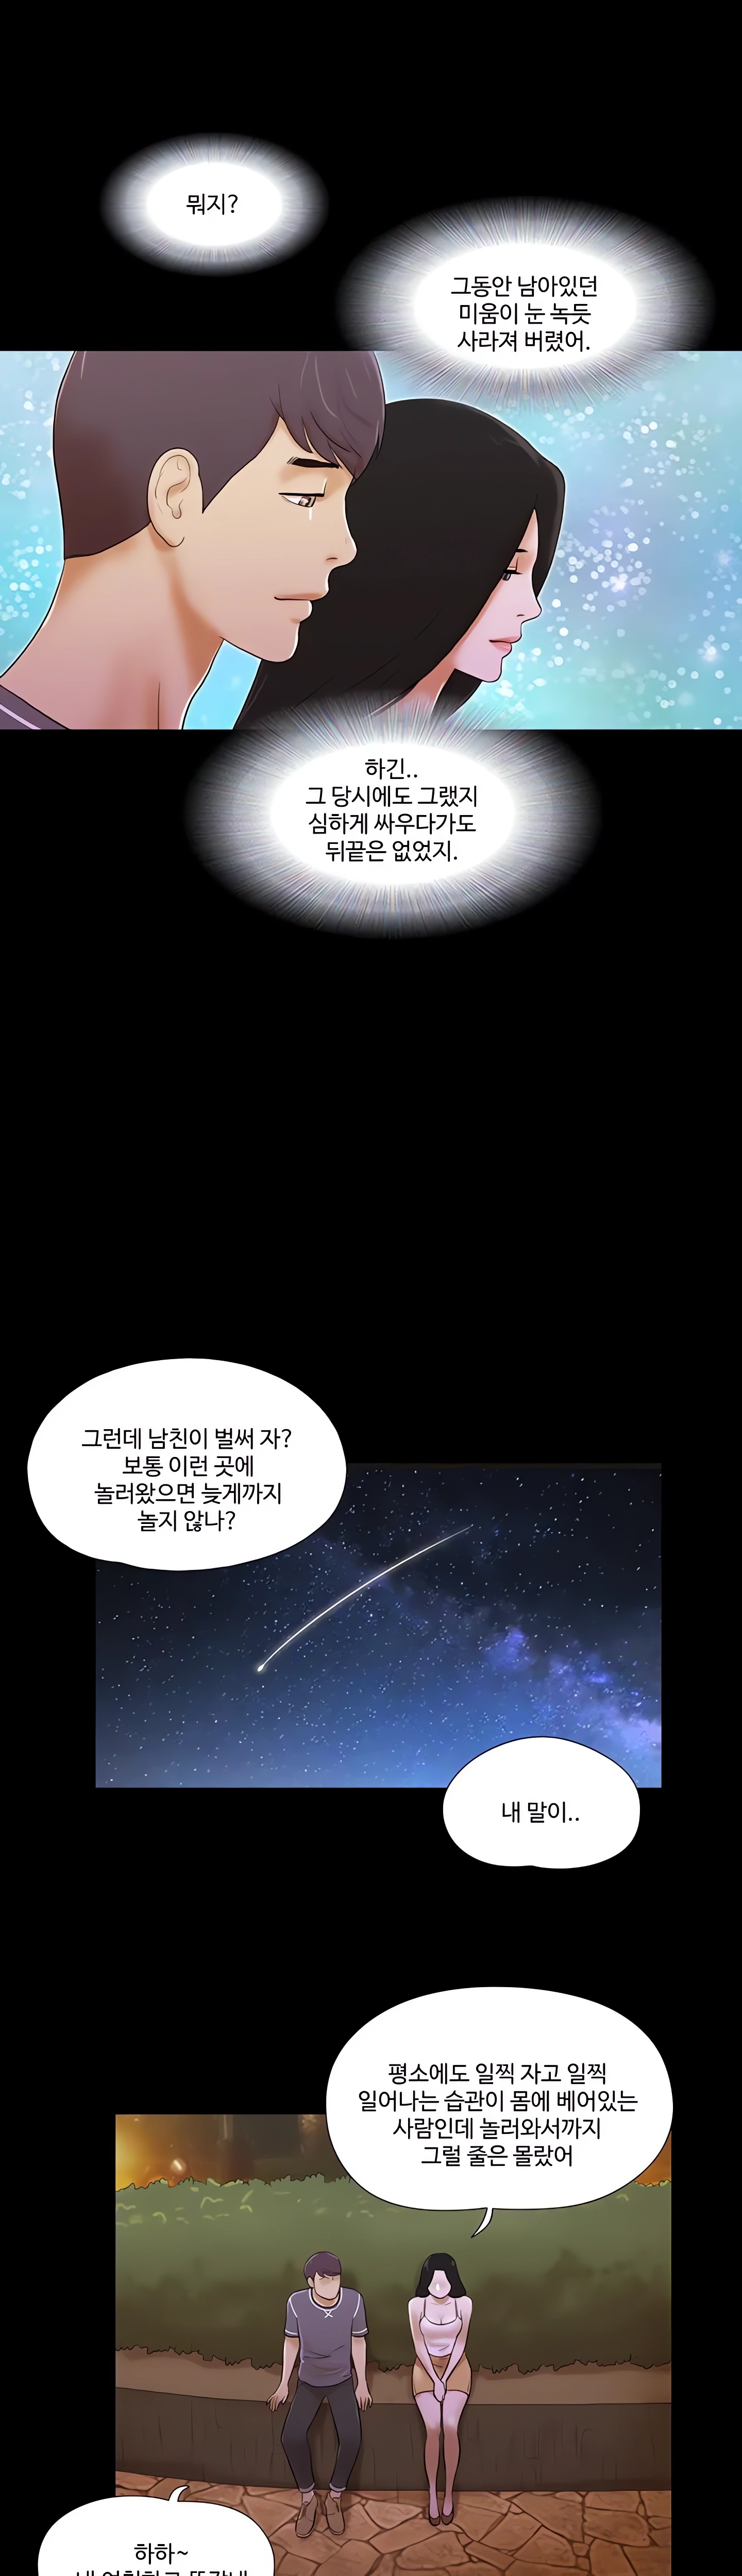 뭐지?
그동안 남아있던
미움이 눈 녹듯
사라져 버렸어.
하긴..
그 당시에도 그랬지
심하게 싸우다가도
뒤끝은 없었지.
그런데 남친이 벌써 자?
보통 이런 곳에
놀러왔으면 늦게까지
놀지 않나?
내 말이..
평소에도 일찍 자고 일찍
일어나는 습관이 몸에 베어있는
사람인데 놀러와서까지
그럴 줄은 몰랐어
하하~